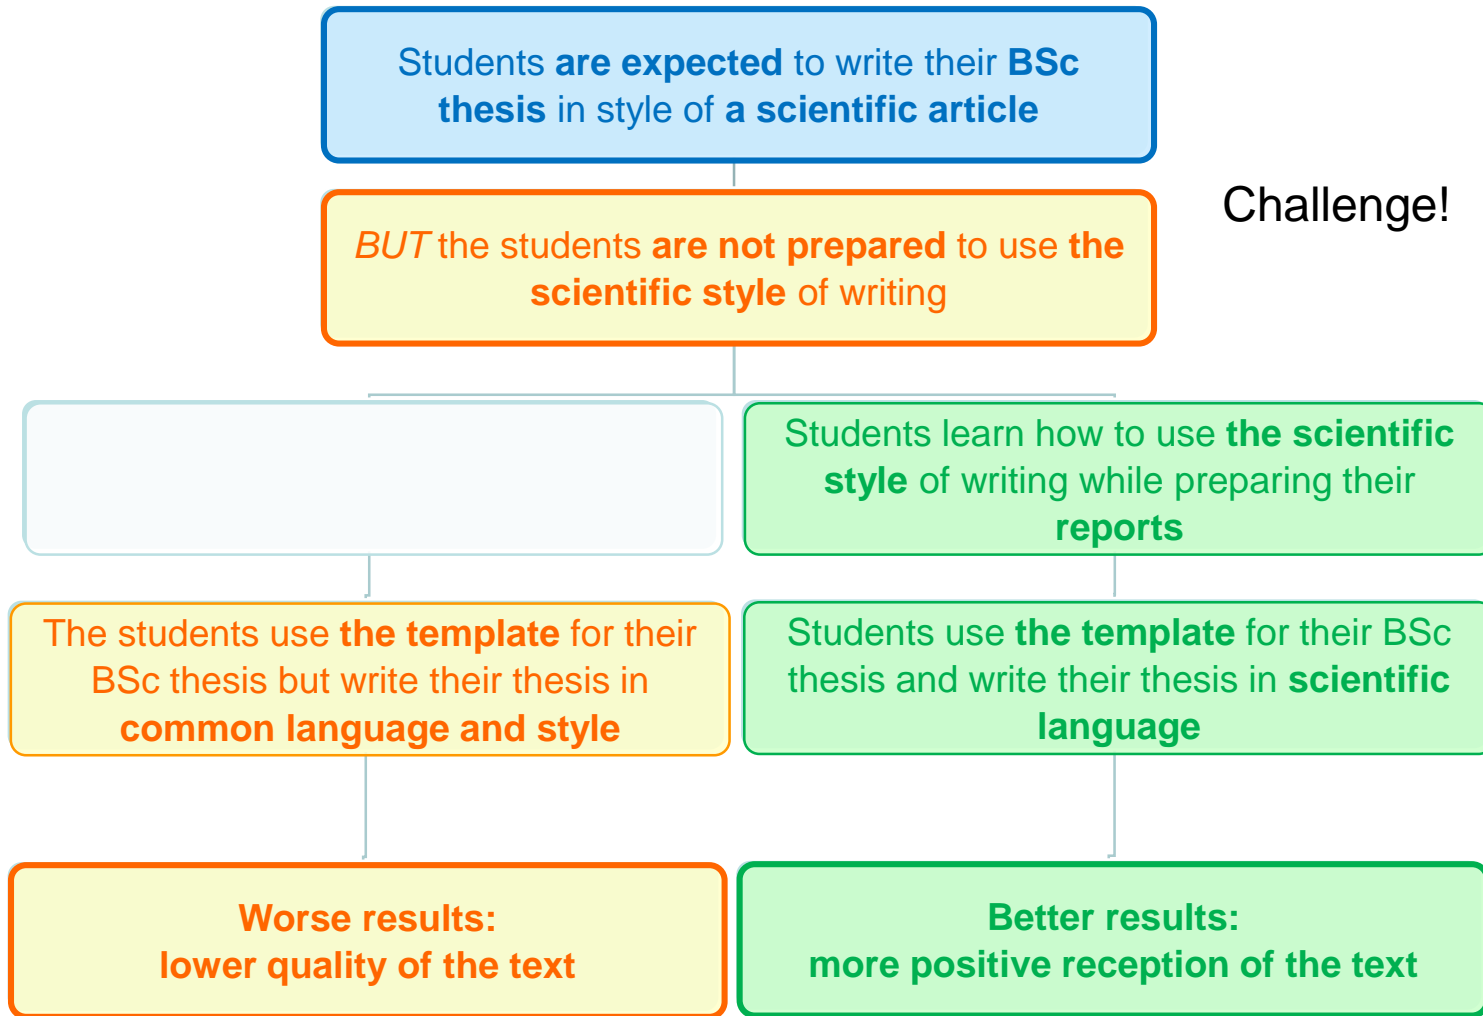 Students are expected to write their BSc
thesis in style of a scientific article
Challenge!
BUT the students are not prepared to use the
scientific style of writing
Students learn how to use the scientific
style of writing while preparing their
reports
The students use the template for their
BSc thesis but write their thesis in
common language and style
Students use the template for their BSc
thesis and write their thesis in scientific
language
Worse results:
lower quality of the text
Better results:
more positive reception of the text